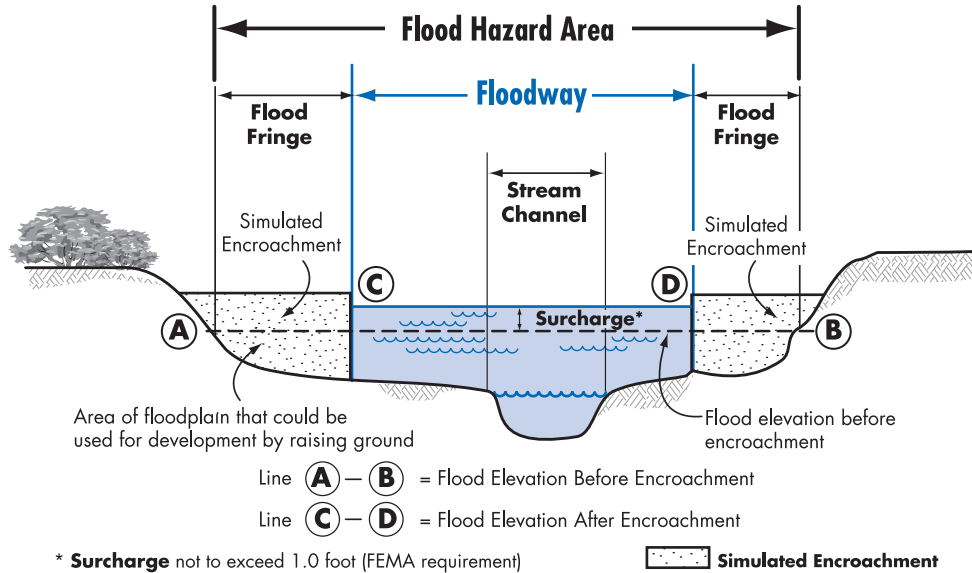 Flood Hazard Area
Flood
Fringe
Floodway
Flood
Fringe
Stream
Channel
Simulated
Encroachment
Simulated
Encroachment
C
D
A
Surcharge*
B
Area of floodplain that could be
used for development by raising ground
Flood elevation before
encroachment
Line A – B = Flood Elevation Before Encroachment
Line C – D = Flood Elevation After Encroachment
* Surcharge not to exceed 1.0 foot (FEMA requirement)
Simulated Encroachment